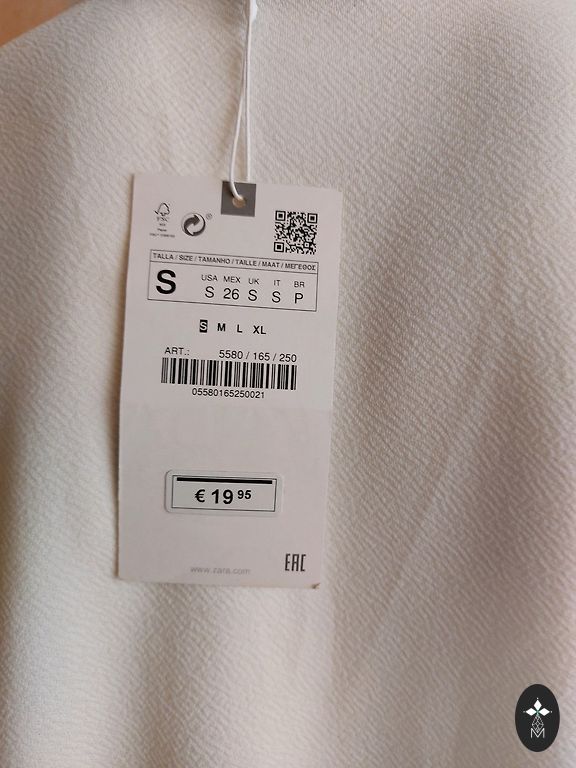 FSC
TALLA / SIZE / TAMANHO / TAILLE / MAAT / ΜΕΓΕΘΟΣ
S
USA MEX UK IT BR
S 26 S S P
S M L XL
ART.: 5580 / 165 / 250
05580165250021
€ 19 95
www.zara.com
EAC
M